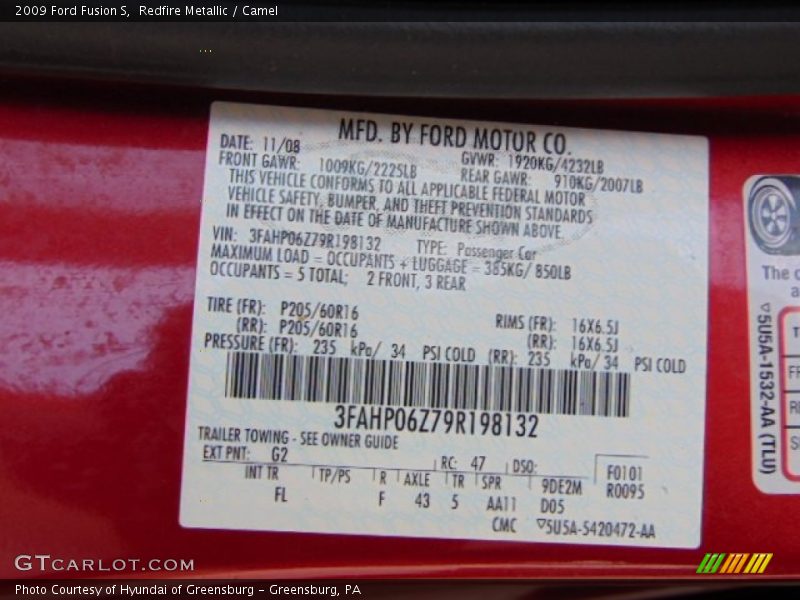 2009 Ford Fusion S,  Redfire Metallic / Camel
MFD. BY FORD MOTOR CO.
DATE: 11/08 GVWR: 1920KG/4232LB
FRONT GAWR: 1009KG/2225LB REAR GAWR: 910KG/2007LB
THIS VEHICLE CONFORMS TO ALL APPLICABLE FEDERAL MOTOR
VEHICLE SAFETY, BUMPER, AND THEFT PREVENTION STANDARDS
IN EFFECT ON THE DATE OF MANUFACTURE SHOWN ABOVE.
VIN: 3FAHP06Z79R198132 TYPE: Passenger Car
MAXIMUM LOAD = OCCUPANTS + LUGGAGE = 385KG/ 850LB
OCCUPANTS = 5 TOTAL; 2 FRONT, 3 REAR
TIRE (FR): P205/60R16 RIMS (FR): 16X6.5J
(RR): P205/60R16 (RR): 16X6.5J
PRESSURE (FR): 235 kPa/ 34 PSI COLD (RR): 235 kPa/ 34 PSI COLD
3FAHP06Z79R198132
TRAILER TOWING - SEE OWNER GUIDE
EXT PNT: G2 RC: 47 DSO: F0101
INT TR TP/PS R AXLE TR SPR 9DE2M R0095
FL F 43 5 AA11 D05
CMC ▽5U5A-5420472-AA
The
▽5U5A-1532-AA (TLU)
GTCARLOT.COM
Photo Courtesy of Hyundai of Greensburg – Greensburg, PA